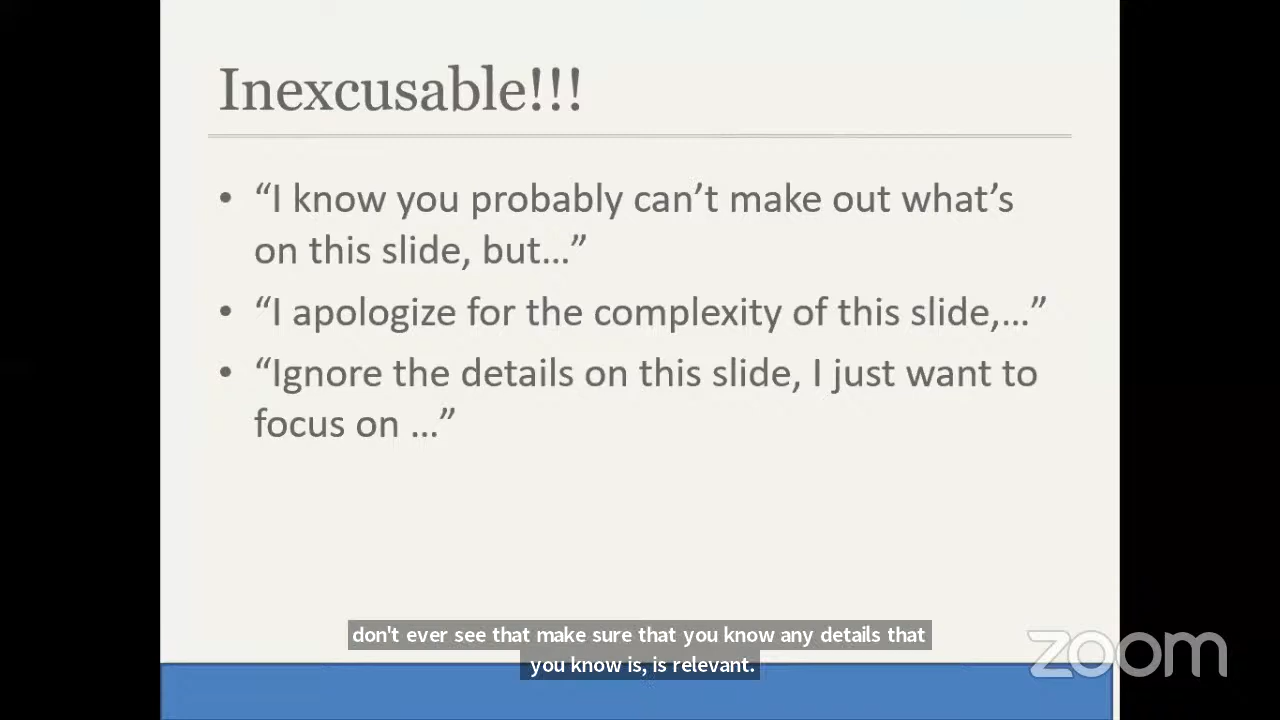 Inexcusable!!!
• “I know you probably can’t make out what’s
on this slide, but…”
• “I apologize for the complexity of this slide,…”
• “Ignore the details on this slide, I just want to
focus on …”
don't ever see that make sure that you know any details that
you know is, is relevant.
zoom